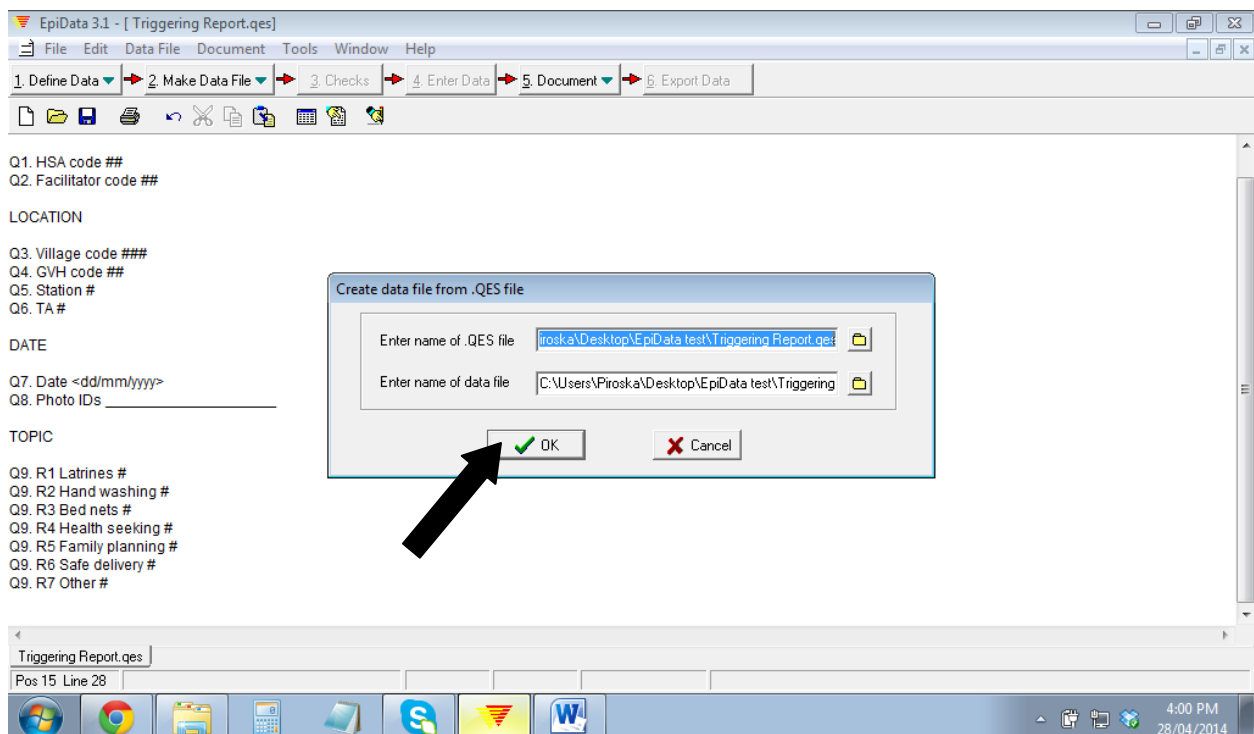 EpiData 3.1 - [ Triggering Report.qes]
File Edit Data File Document Tools Window Help
1. Define Data 2. Make Data File 3. Checks 4. Enter Data 5. Document 6. Export Data
Q1. HSA code ##
Q2. Facilitator code ##
LOCATION
Q3. Village code ###
Q4. GVH code ##
Q5. Station #
Q6. TA #
DATE
Q7. Date <dd/mm/yyyy>
Q8. Photo IDs ______________________
TOPIC
Q9. R1 Latrines #
Q9. R2 Hand washing #
Q9. R3 Bed nets #
Q9. R4 Health seeking #
Q9. R5 Family planning #
Q9. R6 Safe delivery #
Q9. R7 Other #
Create data file from .QES file
Enter name of .QES file iroska\Desktop\EpiData test\Triggering Report.qes
Enter name of data file C:\Users\Piroska\Desktop\EpiData test\Triggering
OK Cancel
Triggering Report.qes
Pos 15 Line 28
4:00 PM
28/04/2014